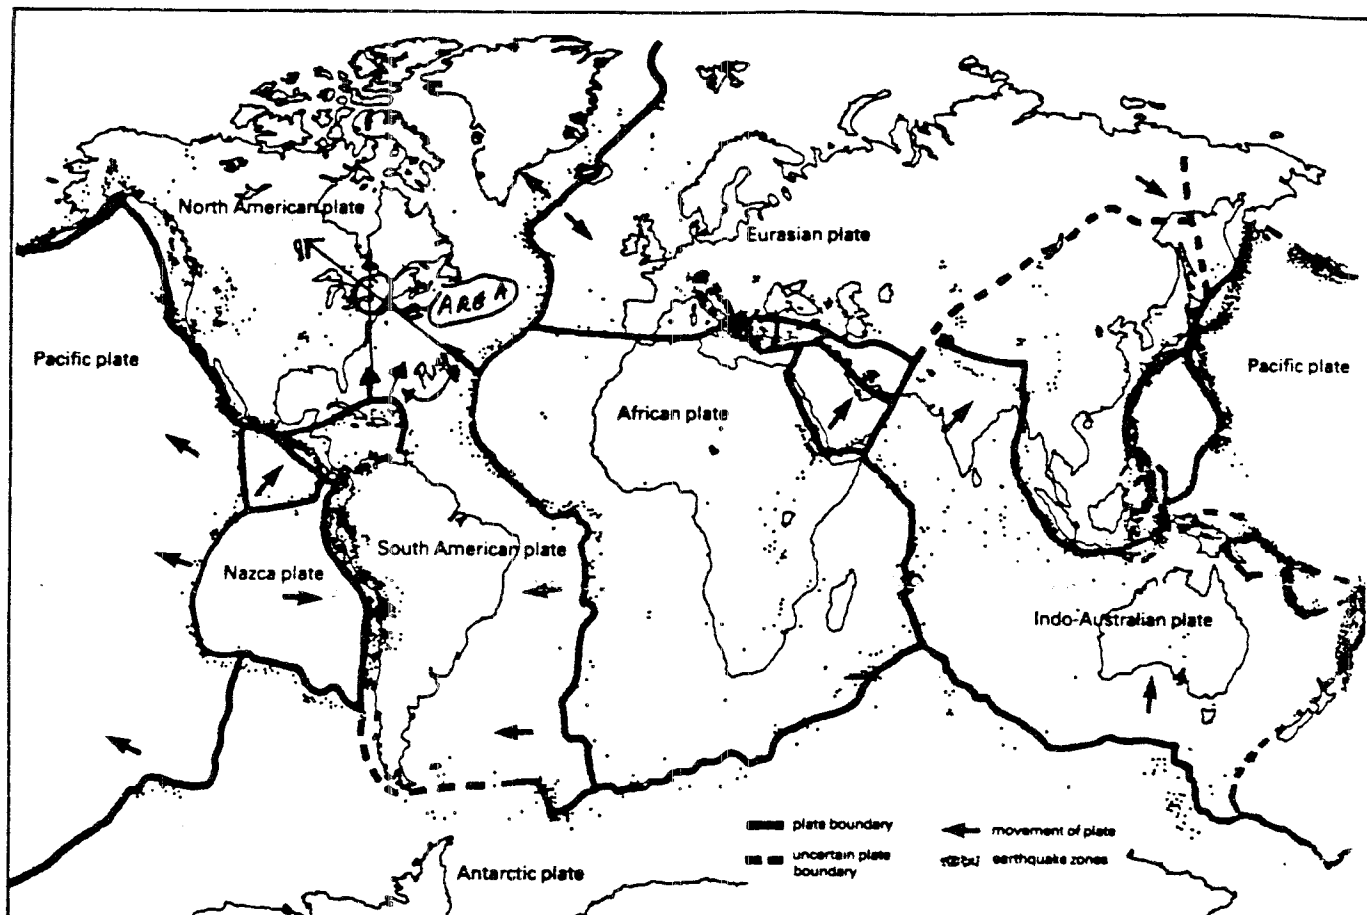 North American plate
Eurasian plate
AREA
Pacific plate
Pacific plate
African plate
South American plate
Nazca plate
Indo-Australian plate
plate boundary
movement of plate
uncertain plate
boundary
earthquake zones
Antarctic plate